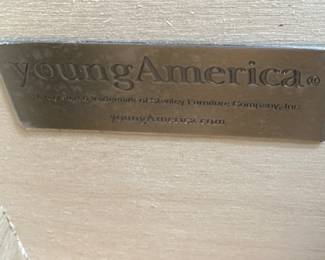 youngAmerica®
trademark of Stanley Furniture Company, Inc.
youngAmerica.com